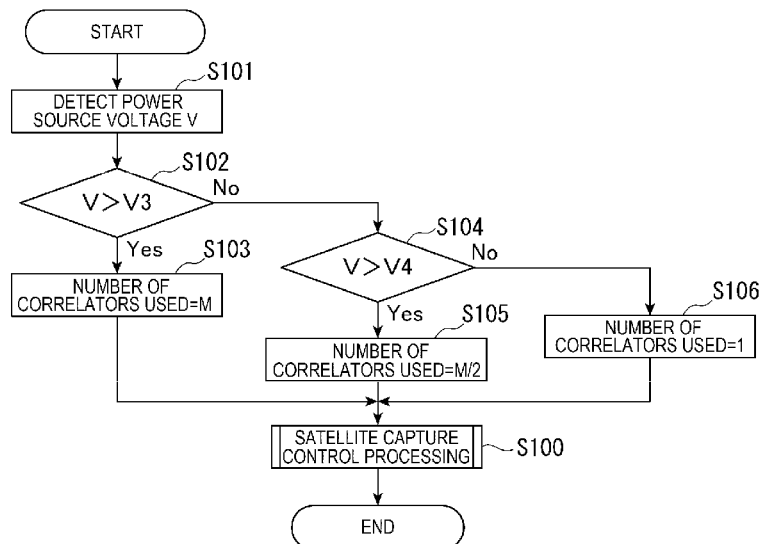 START
S101
DETECT POWER
SOURCE VOLTAGE V
S102
V>V3
No
Yes
S103
NUMBER OF
CORRELATORS USED=M
S104
V>V4
No
Yes
S105
NUMBER OF
CORRELATORS USED=M/2
S106
NUMBER OF
CORRELATORS USED=1
SATELLITE CAPTURE
CONTROL PROCESSING
S100
END